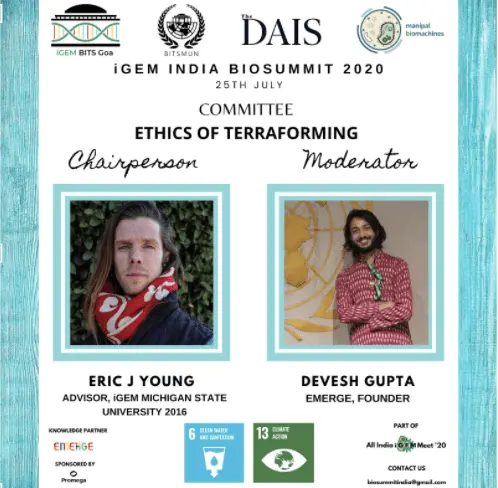 iGEM BITS Goa
BITSMUN
The
DAIS
manipal
biomachines
iGEM INDIA BIOSUMMIT 2020
25TH JULY
COMMITTEE
ETHICS OF TERRAFORMING
Chairperson
Moderator
ERIC J YOUNG
ADVISOR, iGEM MICHIGAN STATE
UNIVERSITY 2016
DEVESH GUPTA
EMERGE, FOUNDER
KNOWLEDGE PARTNER
EMERGE
SPONSORED BY
Promega
6 CLEAN WATER
AND SANITATION
13 CLIMATE
ACTION
PART OF
All India iGEM Meet '20
CONTACT US
biosummitindia@gmail.com